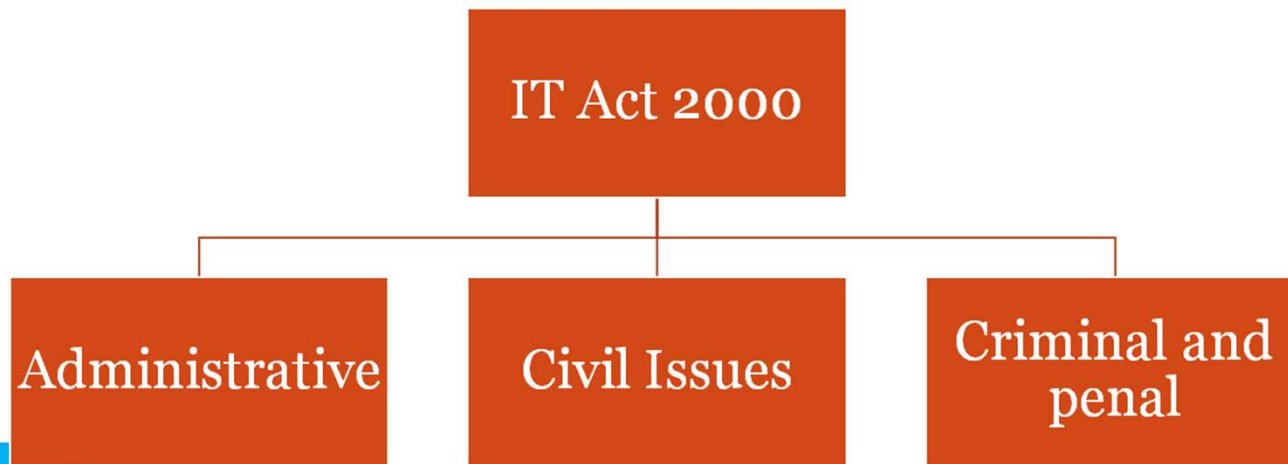 IT Act 2000
Administrative
Civil Issues
Criminal and
penal